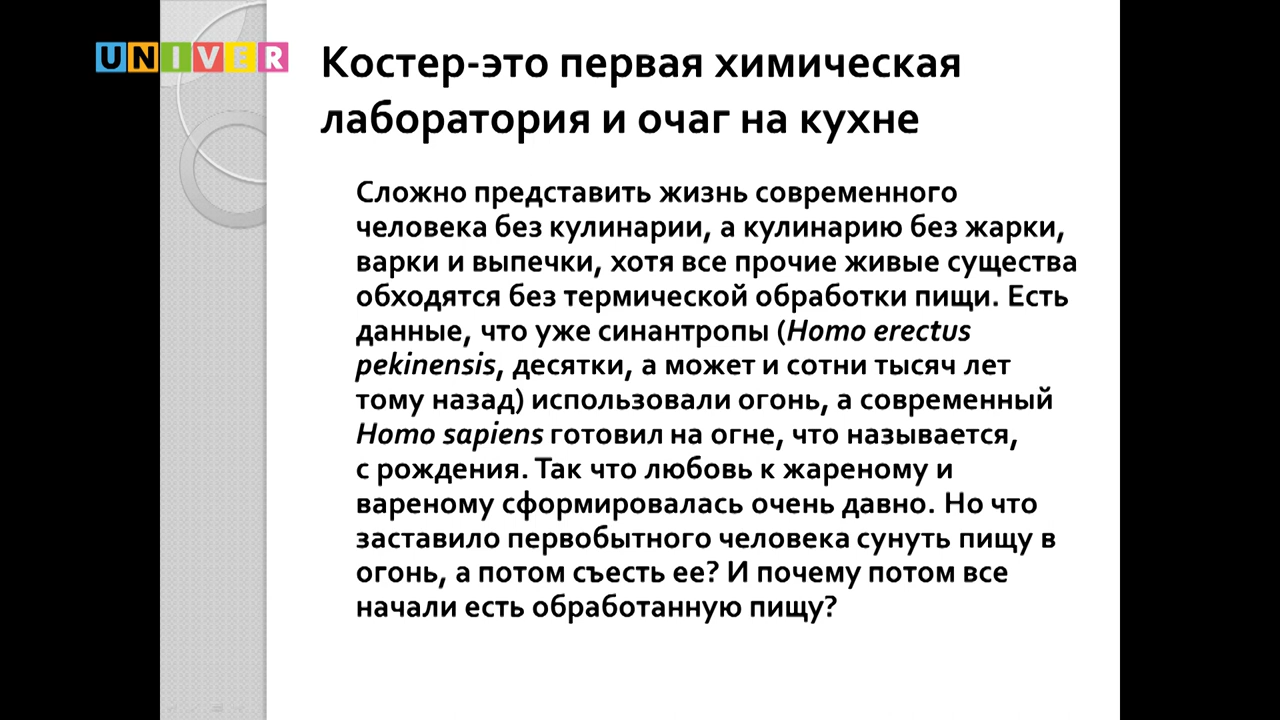 UNIVER
Костер-это первая химическая
лаборатория и очаг на кухне
Сложно представить жизнь современного
человека без кулинарии, а кулинарию без жарки,
варки и выпечки, хотя все прочие живые существа
обходятся без термической обработки пищи. Есть
данные, что уже синантропы (Homo erectus
pekinensis, десятки, а может и сотни тысяч лет
тому назад) использовали огонь, а современный
Homo sapiens готовил на огне, что называется,
с рождения. Так что любовь к жареному и
вареному сформировалась очень давно. Но что
заставило первобытного человека сунуть пищу в
огонь, а потом съесть ее? И почему потом все
начали есть обработанную пищу?